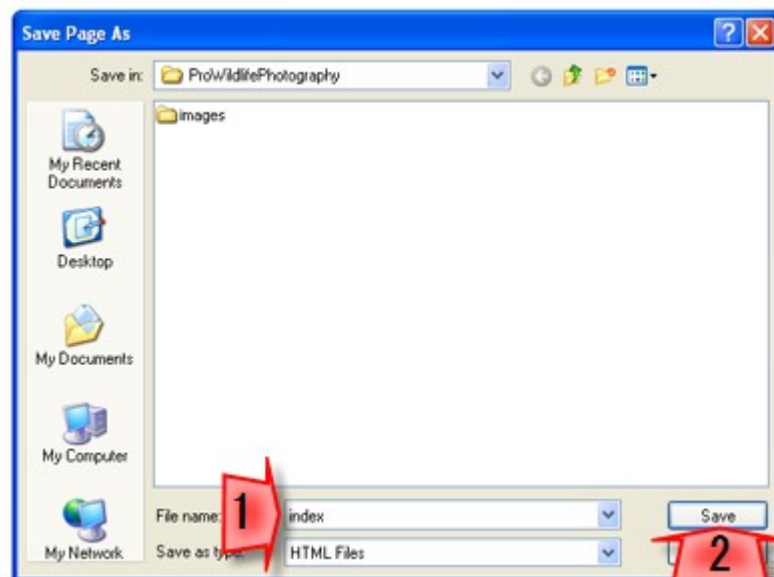 Save Page As
Save in: ProWildlifePhotography
images
My Recent
Documents
Desktop
My Documents
My Computer
My Network
File name: index
Save as type: HTML Files
Save
1
2